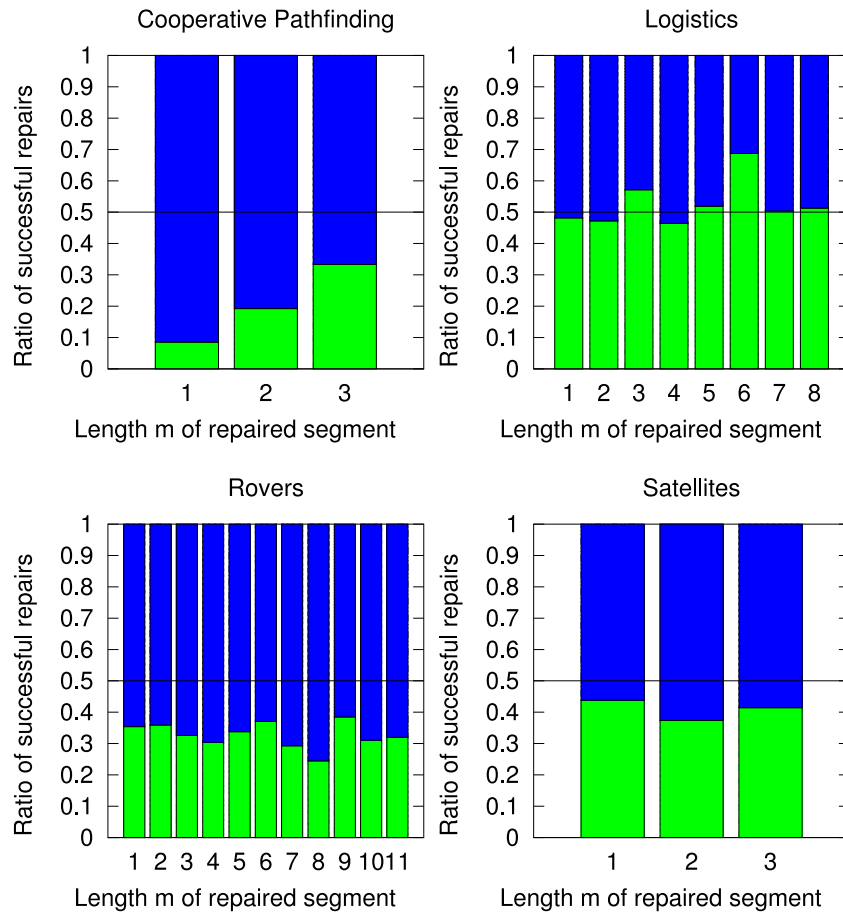 Cooperative Pathfinding
Ratio of successful repairs
1
0.9
0.8
0.7
0.6
0.5
0.4
0.3
0.2
0.1
0
1 2 3
Length m of repaired segment
Logistics
Ratio of successful repairs
1
0.9
0.8
0.7
0.6
0.5
0.4
0.3
0.2
0.1
0
1 2 3 4 5 6 7 8
Length m of repaired segment
Rovers
Ratio of successful repairs
1
0.9
0.8
0.7
0.6
0.5
0.4
0.3
0.2
0.1
0
1 2 3 4 5 6 7 8 9 10 11
Length m of repaired segment
Satellites
Ratio of successful repairs
1
0.9
0.8
0.7
0.6
0.5
0.4
0.3
0.2
0.1
0
1 2 3
Length m of repaired segment